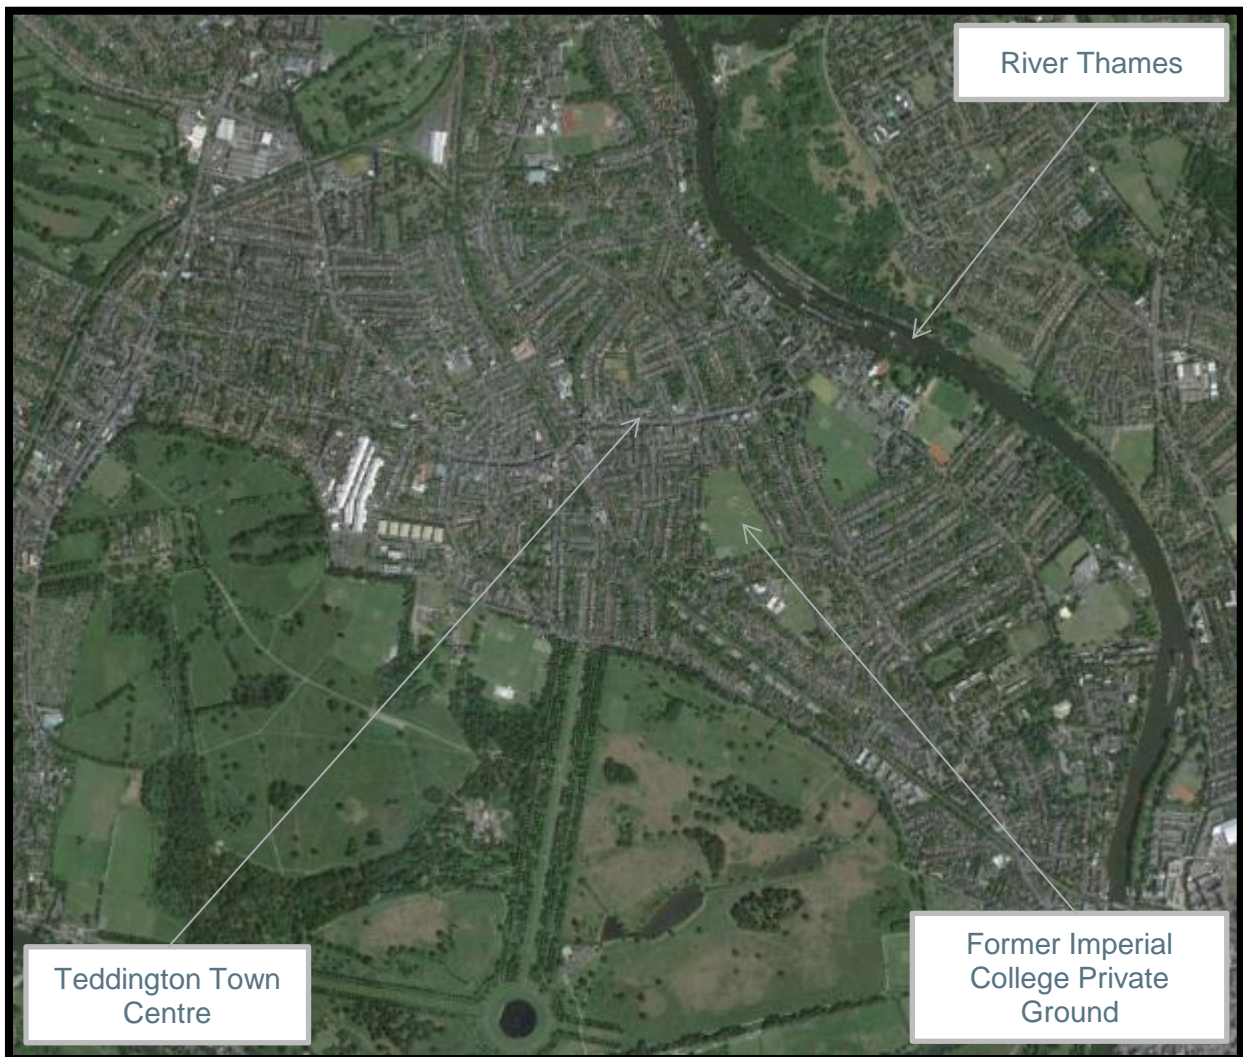 River Thames
Teddington Town
Centre
Former Imperial
College Private
Ground